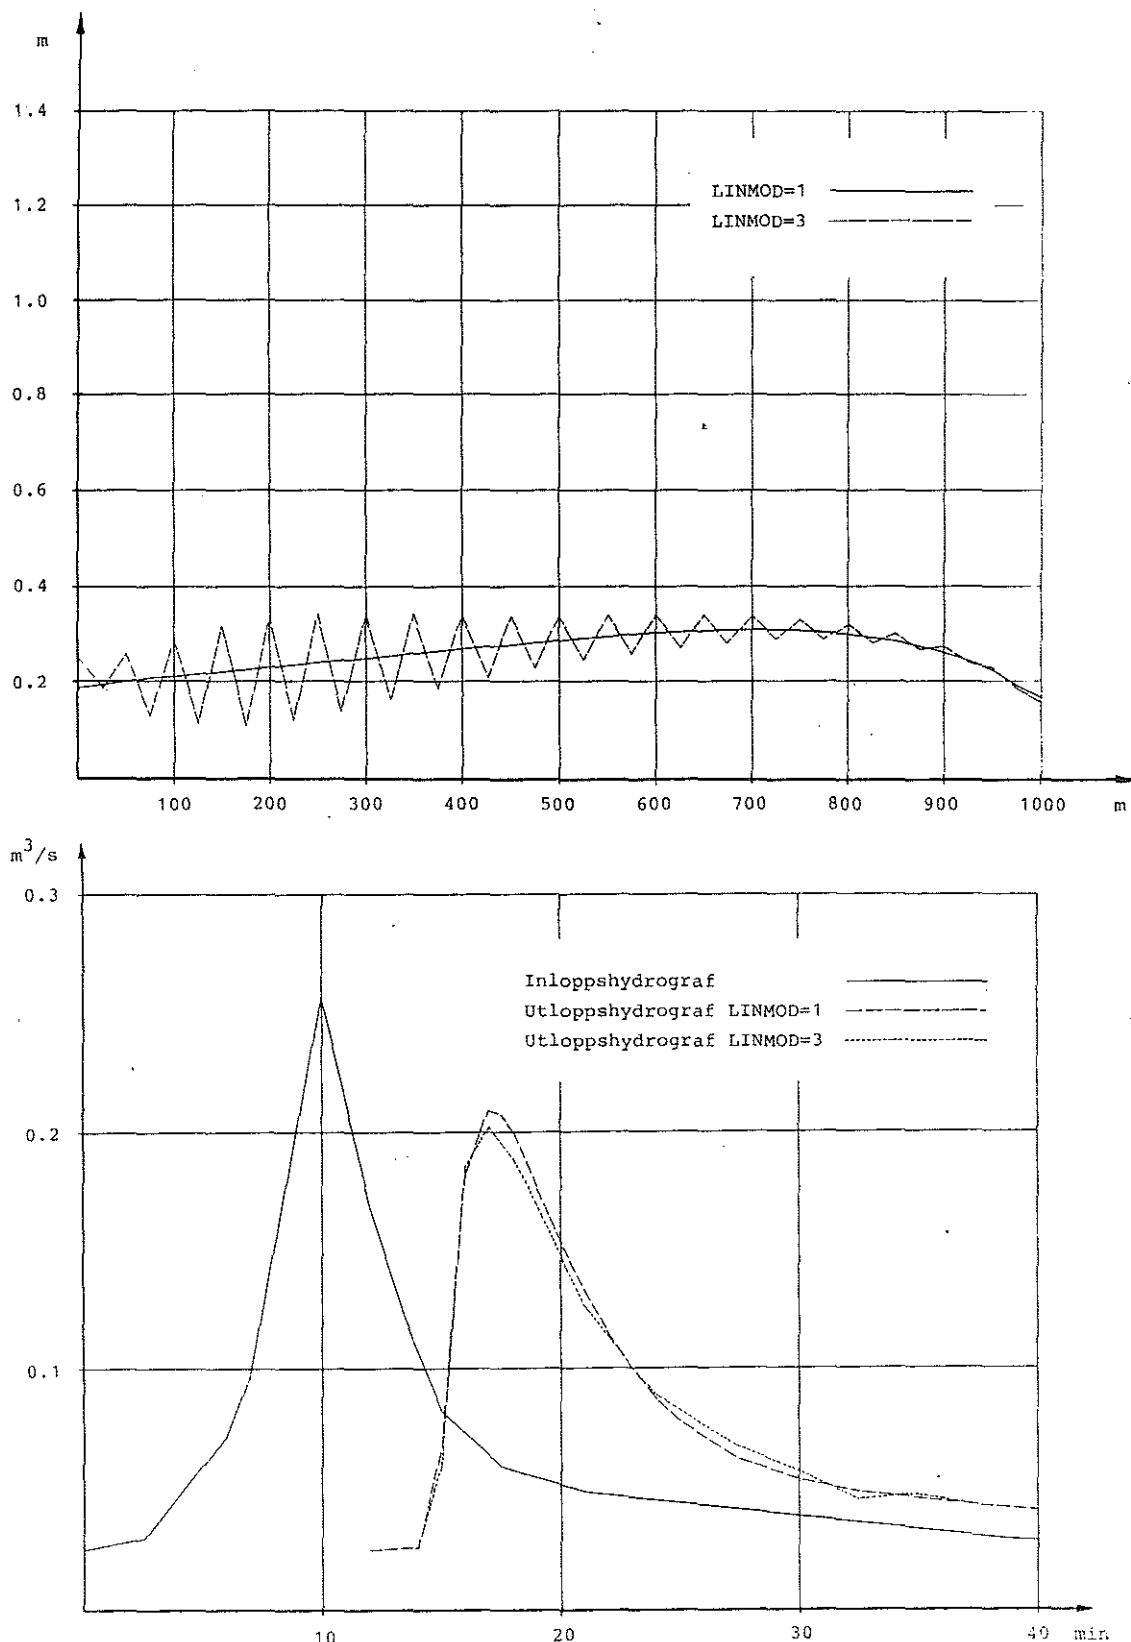 m
1.4
1.2
1.0
0.8
0.6
0.4
0.2
LINMOD=1
LINMOD=3
100 200 300 400 500 600 700 800 900 1000 m
m³/s
0.3
0.2
0.1
Inloppshydrograf
Utloppshydrograf LINMOD=1
Utloppshydrograf LINMOD=3
10 20 30 40 min